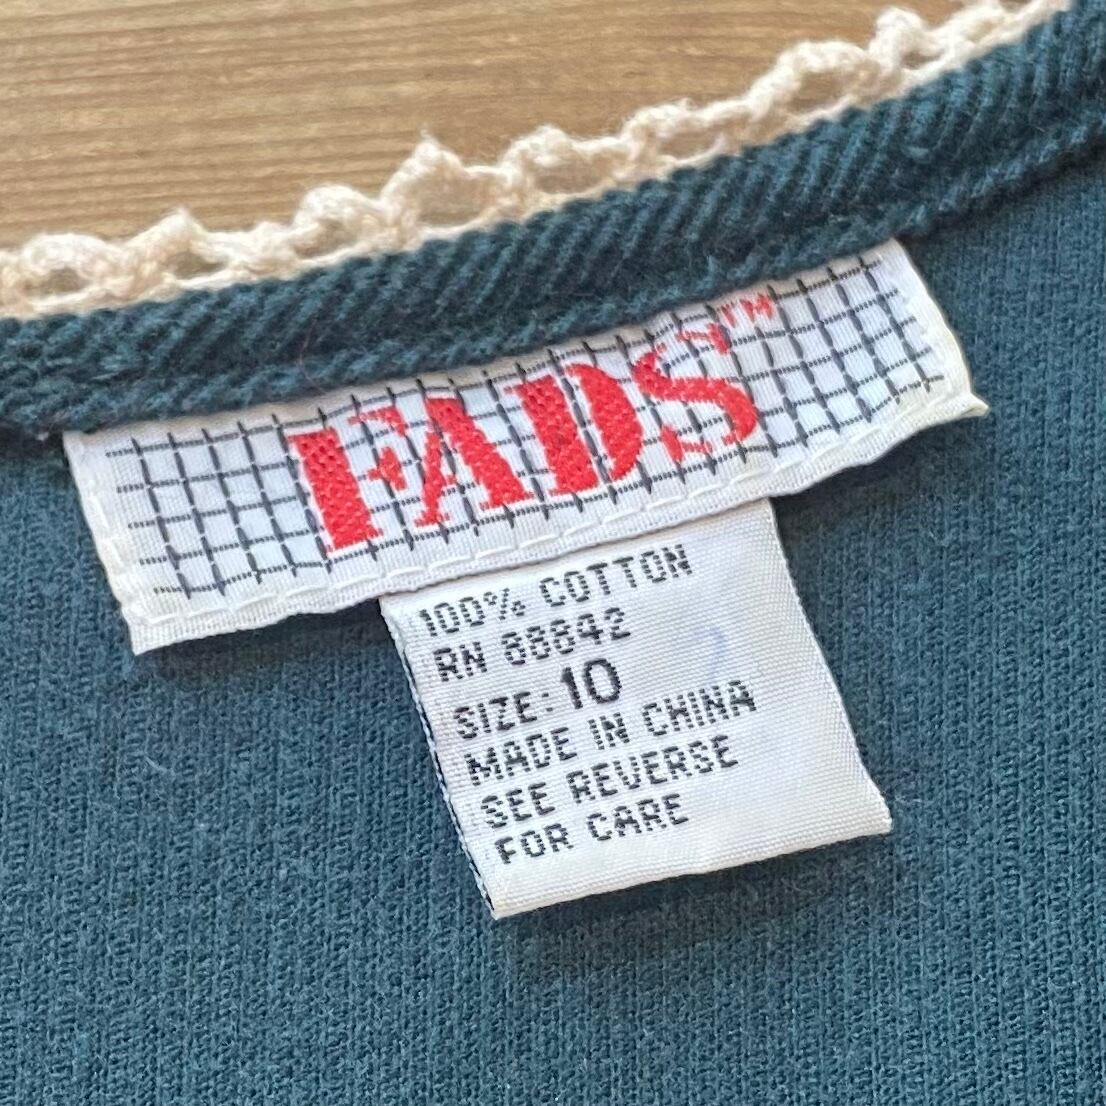 FADS™
100% COTTON
RN 88842
SIZE: 10
MADE IN CHINA
SEE REVERSE
FOR CARE